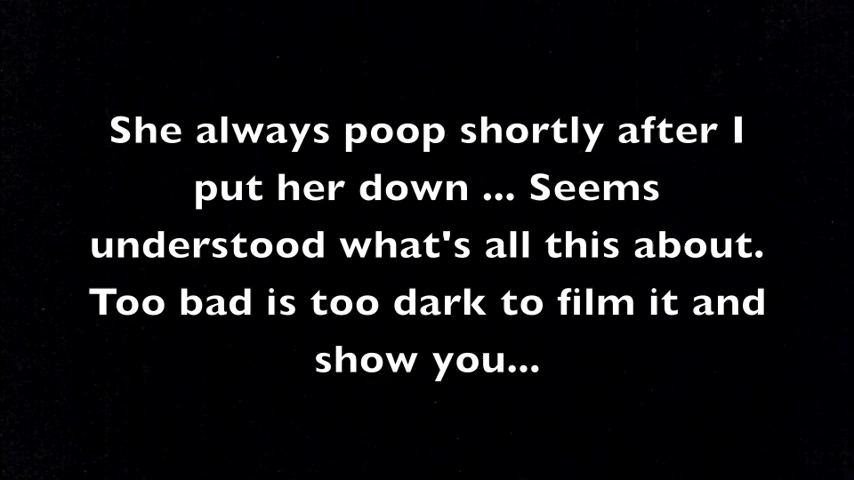 She always poop shortly after I
put her down ... Seems
understood what's all this about.
Too bad is too dark to film it and
show you...